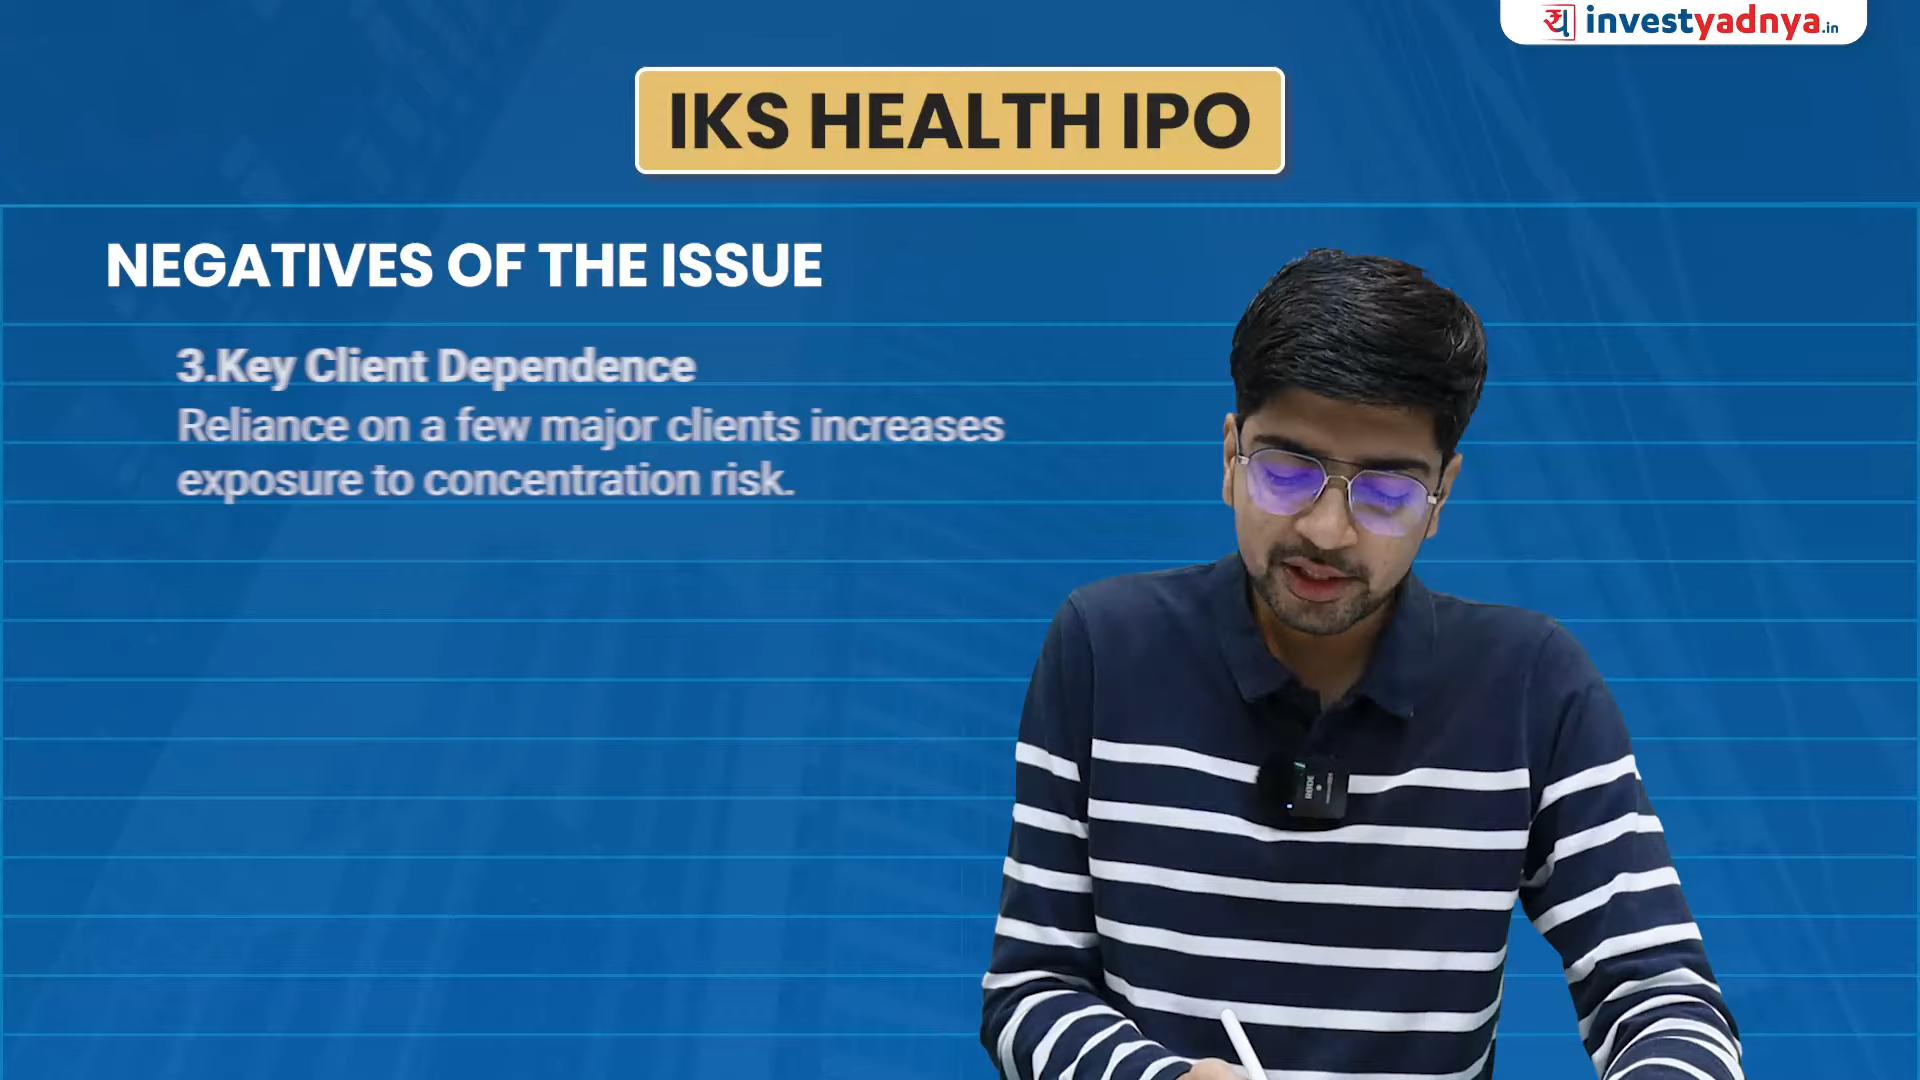 investyadnya.in
IKS HEALTH IPO
NEGATIVES OF THE ISSUE
3.Key Client Dependence
Reliance on a few major clients increases
exposure to concentration risk.
RØDE